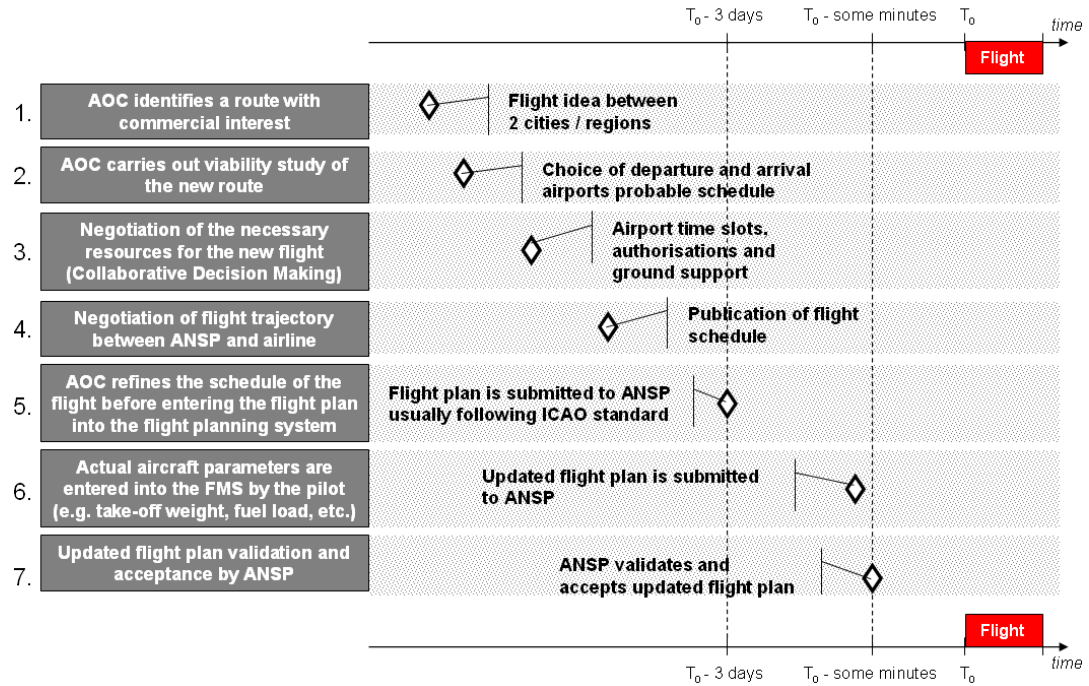 T0 - 3 days T0 - some minutes T0
time
Flight
1.
AOC identifies a route with
commercial interest
Flight idea between
2 cities / regions
2.
AOC carries out viability study of
the new route
Choice of departure and arrival
airports probable schedule
3.
Negotiation of the necessary
resources for the new flight
(Collaborative Decision Making)
Airport time slots,
authorisations and
ground support
4.
Negotiation of flight trajectory
between ANSP and airline
Publication of flight
schedule
5.
AOC refines the schedule of the
flight before entering the flight plan
into the flight planning system
Flight plan is submitted to ANSP
usually following ICAO standard
6.
Actual aircraft parameters are
entered into the FMS by the pilot
(e.g. take-off weight, fuel load, etc.)
Updated flight plan is submitted
to ANSP
7.
Updated flight plan validation and
acceptance by ANSP
ANSP validates and
accepts updated flight plan
Flight
time
T0 - 3 days T0 - some minutes T0